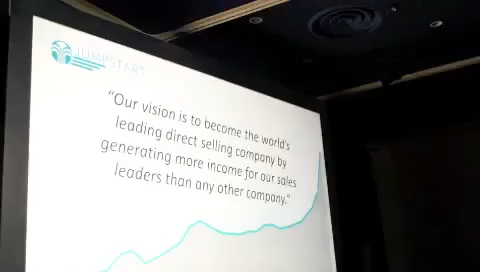 JUMPSTART
"Our vision is to become the world's
leading direct selling company by
generating more income for our sales
leaders than any other company."